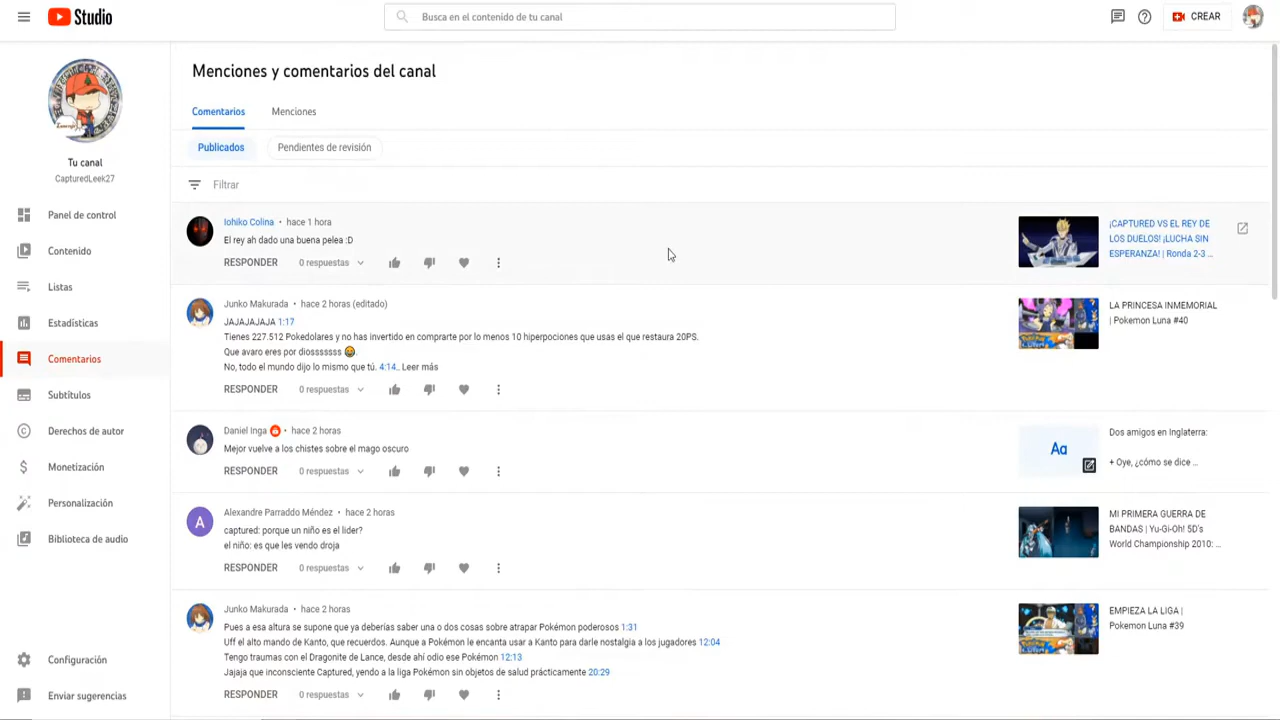 Studio
Busca en el contenido de tu canal
CREAR
Tu canal
CapturedLeek27
Panel de control
Contenido
Listas
Estadísticas
Comentarios
Subtítulos
Derechos de autor
Monetización
Personalización
Biblioteca de audio
Configuración
Enviar sugerencias
Menciones y comentarios del canal
Comentarios Menciones
Publicados Pendientes de revisión
Filtrar
Iohiko Colina • hace 1 hora
El rey ah dado una buena pelea :D
RESPONDER 0 respuestas
¡CAPTURED VS EL REY DE
LOS DUELOS! ¡LUCHA SIN
ESPERANZA! | Ronda 2-3 ...
Junko Makurada • hace 2 horas (editado)
JAJAJAJAJA 1:17
Tienes 227.512 Pokedolares y no has invertido en comprarte por lo menos 10 hiperpociones que usas el que restaura 20PS.
Que avaro eres por diosssssss 😂.
No, todo el mundo dijo lo mismo que tú. 4:14.. Leer más
RESPONDER 0 respuestas
LA PRINCESA INMEMORIAL
| Pokemon Luna #40
Daniel Inga • hace 2 horas
Mejor vuelve a los chistes sobre el mago oscuro
RESPONDER 0 respuestas
Aa
Dos amigos en Inglaterra:
+ Oye, ¿cómo se dice ...
A
Alexandre Parraddo Méndez • hace 2 horas
captured: porque un niño es el lider?
el niño: es que les vendo droja
RESPONDER 0 respuestas
MI PRIMERA GUERRA DE
BANDAS | Yu-Gi-Oh! 5D's
World Championship 2010: ...
Junko Makurada • hace 2 horas
Pues a esa altura se supone que ya deberías saber una o dos cosas sobre atrapar Pokémon poderosos 1:31
Uff el alto mando de Kanto, que recuerdos. Aunque a Pokémon le encanta usar a Kanto para darle nostalgia a los jugadores 12:04
Tengo traumas con el Dragonite de Lance, desde ahí odio ese Pokémon 12:13
Jajaja que inconsciente Captured, yendo a la liga Pokémon sin objetos de salud prácticamente 20:29
RESPONDER 0 respuestas
EMPIEZA LA LIGA |
Pokemon Luna #39